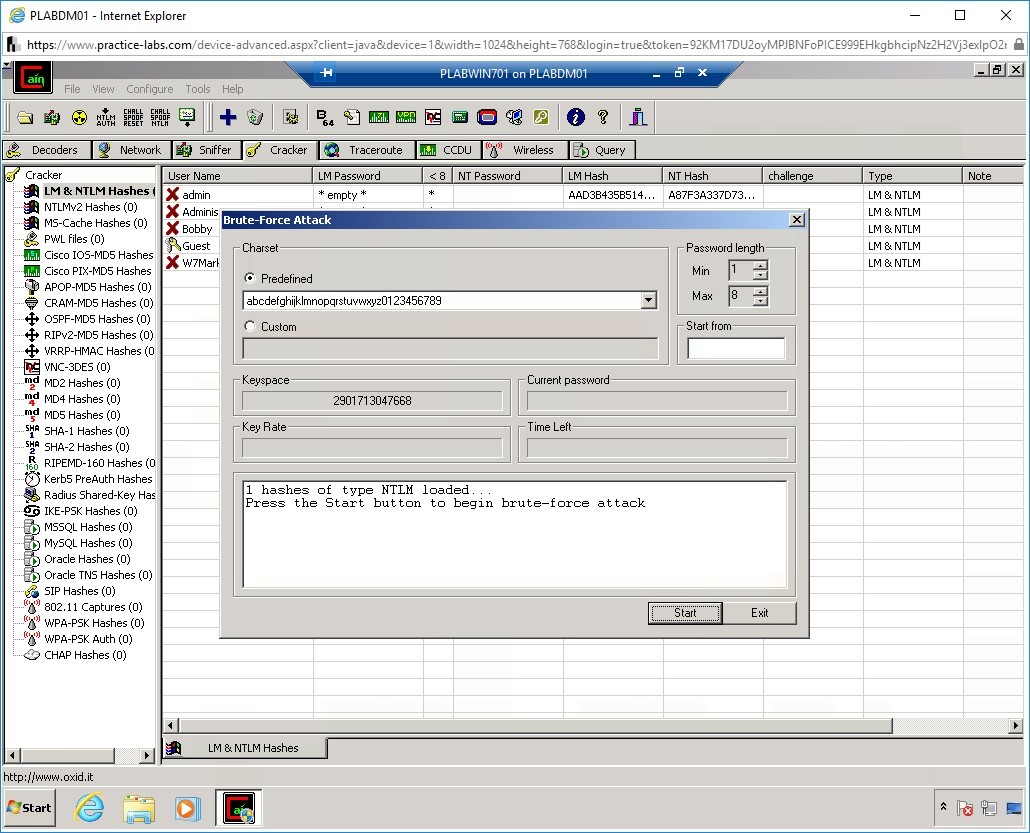 PLABDM01 - Internet Explorer
https://www.practice-labs.com/device-advanced.aspx?client=java&device=1&width=1024&height=768&login=true&token=92KM17DU2oyMPJBNFoPICE999EHkgbhcipNz2H2Vj3exIpO2r
Caín
PLABWIN701 on PLABDM01
File View Configure Tools Help
NTLM AUTH
CHALL SPOOF RESET
CHALL SPOOF NTLM
B64
Decoders Network Sniffer Cracker Traceroute CCDU Wireless Query
Cracker
LM & NTLM Hashes (
NTLMv2 Hashes (0)
MS-Cache Hashes (0)
PWL files (0)
Cisco IOS-MD5 Hashes
Cisco PIX-MD5 Hashes
APOP-MD5 Hashes (0)
CRAM-MD5 Hashes (0)
OSPF-MD5 Hashes (0)
RIPv2-MD5 Hashes (0)
VRRP-HMAC Hashes (0
VNC-3DES (0)
MD2 Hashes (0)
MD4 Hashes (0)
MD5 Hashes (0)
SHA-1 Hashes (0)
SHA-2 Hashes (0)
RIPEMD-160 Hashes (0
Kerb5 PreAuth Hashes
Radius Shared-Key Has
IKE-PSK Hashes (0)
MSSQL Hashes (0)
MySQL Hashes (0)
Oracle Hashes (0)
Oracle TNS Hashes (0)
SIP Hashes (0)
802.11 Captures (0)
WPA-PSK Hashes (0)
WPA-PSK Auth (0)
CHAP Hashes (0)
User Name LM Password < 8 NT Password LM Hash NT Hash challenge Type Note
admin * empty * * AAD3B435B514... A87F3A337D73... LM & NTLM
Adminis LM & NTLM
Bobby LM & NTLM
Guest LM & NTLM
W7Mark LM & NTLM
Brute-Force Attack
Charset
Predefined
abcdefghijklmnopqrstuvwxyz0123456789
Custom
Password length
Min 1
Max 8
Start from
Keyspace
2901713047668
Current password
Key Rate
Time Left
1 hashes of type NTLM loaded...
Press the Start button to begin brute-force attack
Start Exit
LM & NTLM Hashes
http://www.oxid.it
Start